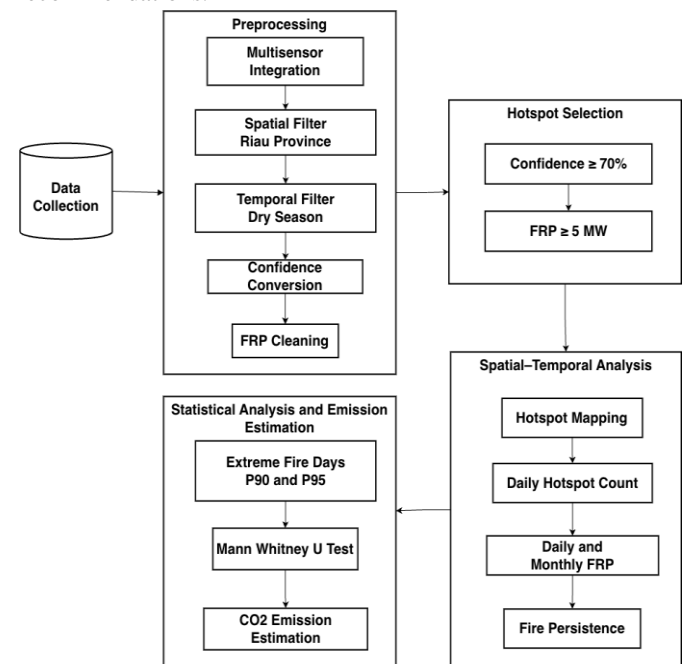 Data
Collection
Preprocessing
Multisensor
Integration
Spatial Filter
Riau Province
Temporal Filter
Dry Season
Confidence
Conversion
FRP Cleaning
Hotspot Selection
Confidence ≥ 70%
FRP ≥ 5 MW
Spatial–Temporal Analysis
Hotspot Mapping
Daily Hotspot Count
Daily and
Monthly FRP
Fire Persistence
Statistical Analysis and Emission
Estimation
Extreme Fire Days
P90 and P95
Mann Whitney U Test
CO2 Emission
Estimation